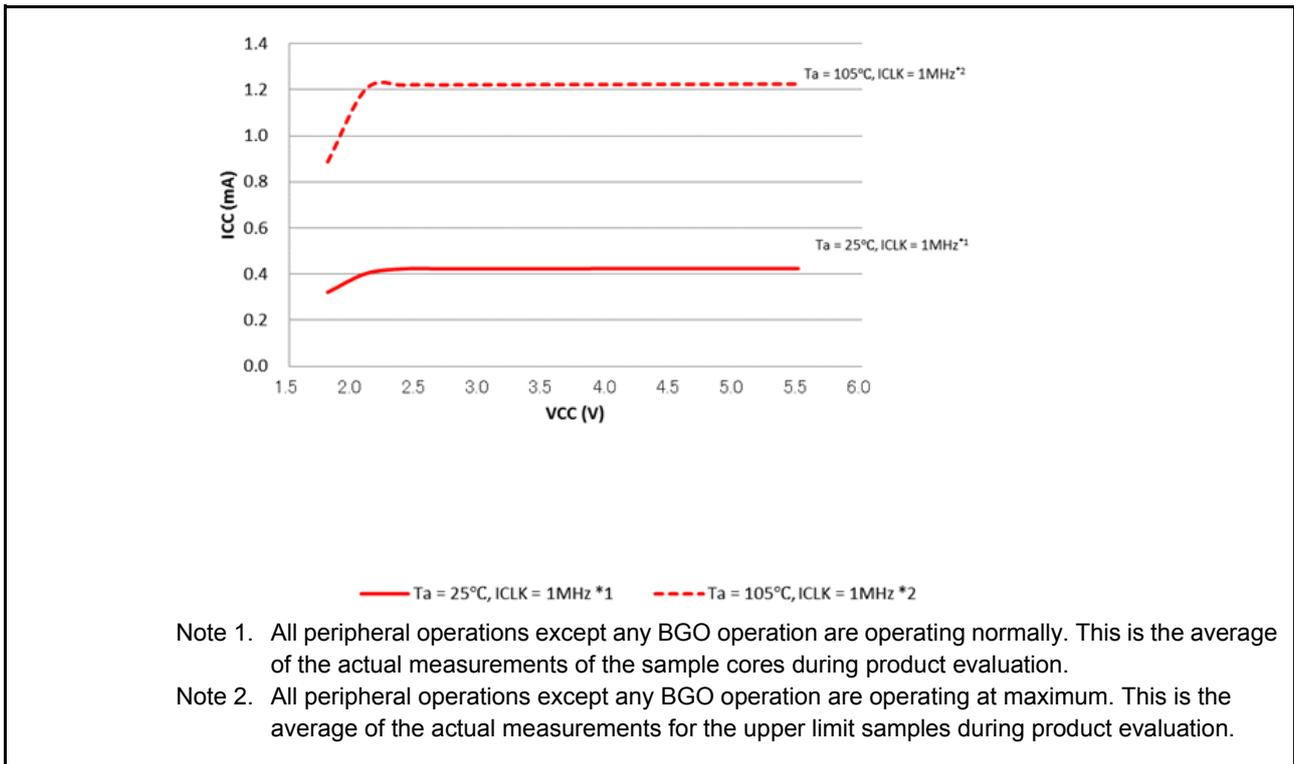 1.4
Ta = 105°C, ICLK = 1MHz*2
1.2
1.0
0.8
ICC (mA)
0.6
Ta = 25°C, ICLK = 1MHz*1
0.4
0.2
0.0
1.5 2.0 2.5 3.0 3.5 4.0 4.5 5.0 5.5 6.0
VCC (V)
Ta = 25°C, ICLK = 1MHz *1 Ta = 105°C, ICLK = 1MHz *2
Note 1. All peripheral operations except any BGO operation are operating normally. This is the average
of the actual measurements of the sample cores during product evaluation.
Note 2. All peripheral operations except any BGO operation are operating at maximum. This is the
average of the actual measurements for the upper limit samples during product evaluation.